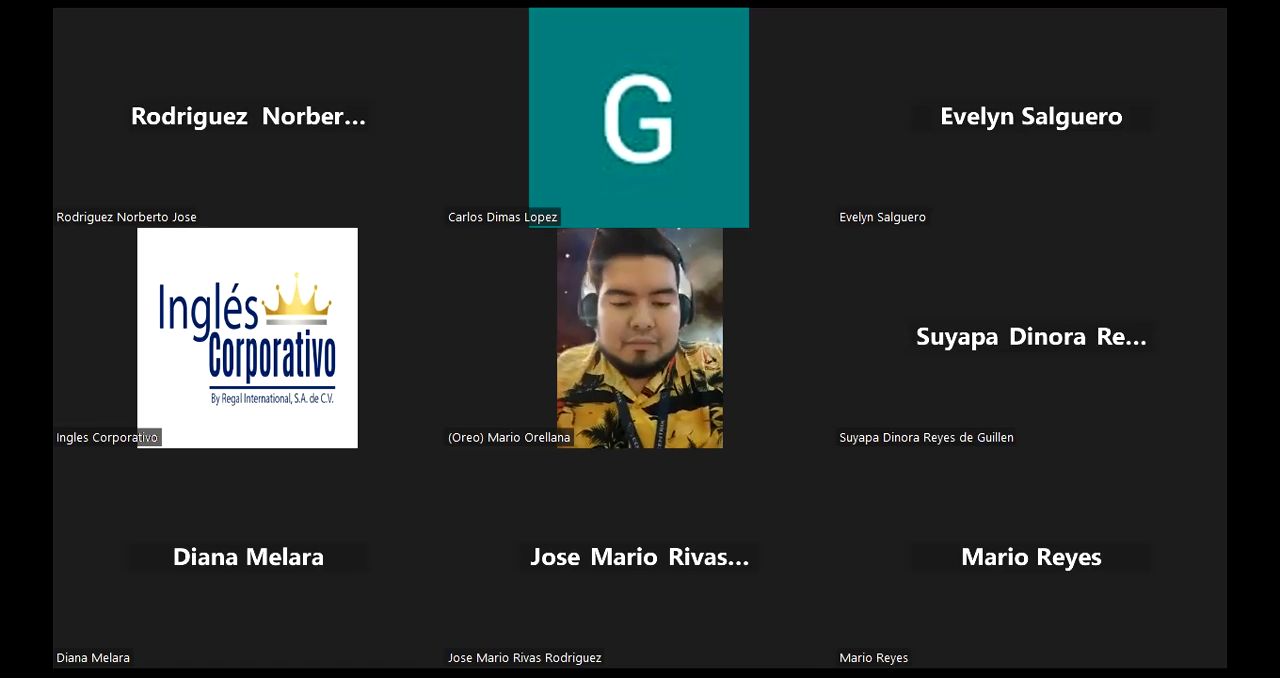 Rodriguez Norber...
Rodriguez Norberto Jose
G
Carlos Dimas Lopez
Evelyn Salguero
Evelyn Salguero
Inglés
Corporativo
By Regal International, S.A. de C.V.
Ingles Corporativo
(Oreo) Mario Orellana
Suyapa Dinora Re...
Suyapa Dinora Reyes de Guillen
Diana Melara
Diana Melara
Jose Mario Rivas...
Jose Mario Rivas Rodriguez
Mario Reyes
Mario Reyes